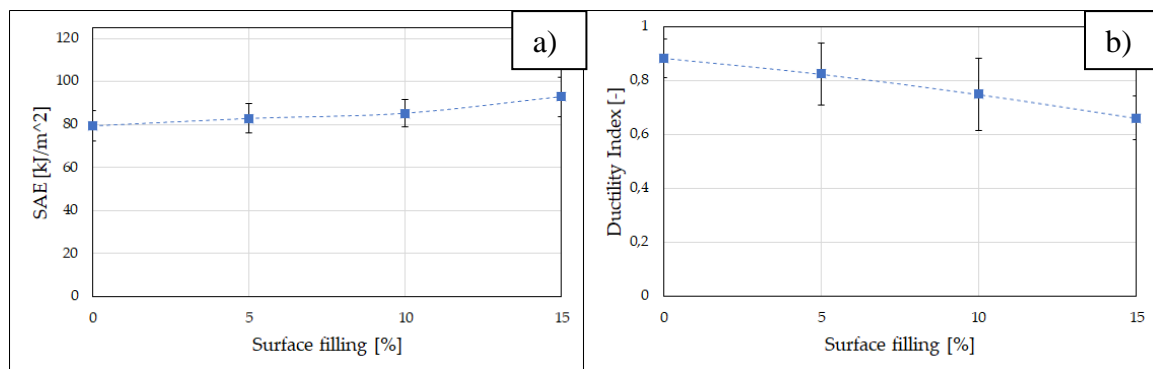 a)
SAE [kJ/m^2]
120
100
80
60
40
20
0
0 5 10 15
Surface filling [%]
b)
Ductility Index [-]
1
0,8
0,6
0,4
0,2
0
0 5 10 15
Surface filling [%]